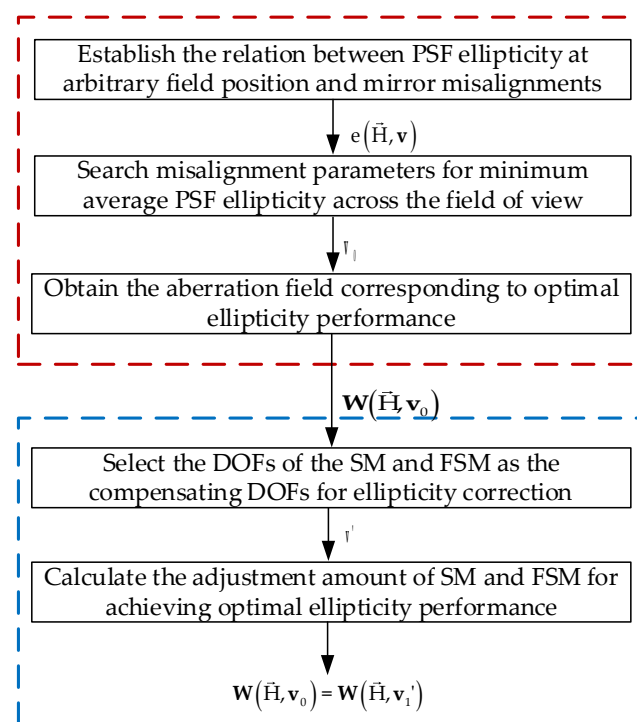 Establish the relation between PSF ellipticity at
arbitrary field position and mirror misalignments
e(H⃗, v)
Search misalignment parameters for minimum
average PSF ellipticity across the field of view
Obtain the aberration field corresponding to optimal
ellipticity performance
W(H⃗, v₀)
Select the DOFs of the SM and FSM as the
compensating DOFs for ellipticity correction
Calculate the adjustment amount of SM and FSM for
achieving optimal ellipticity performance
W(H⃗, v₀) = W(H⃗, v₁')